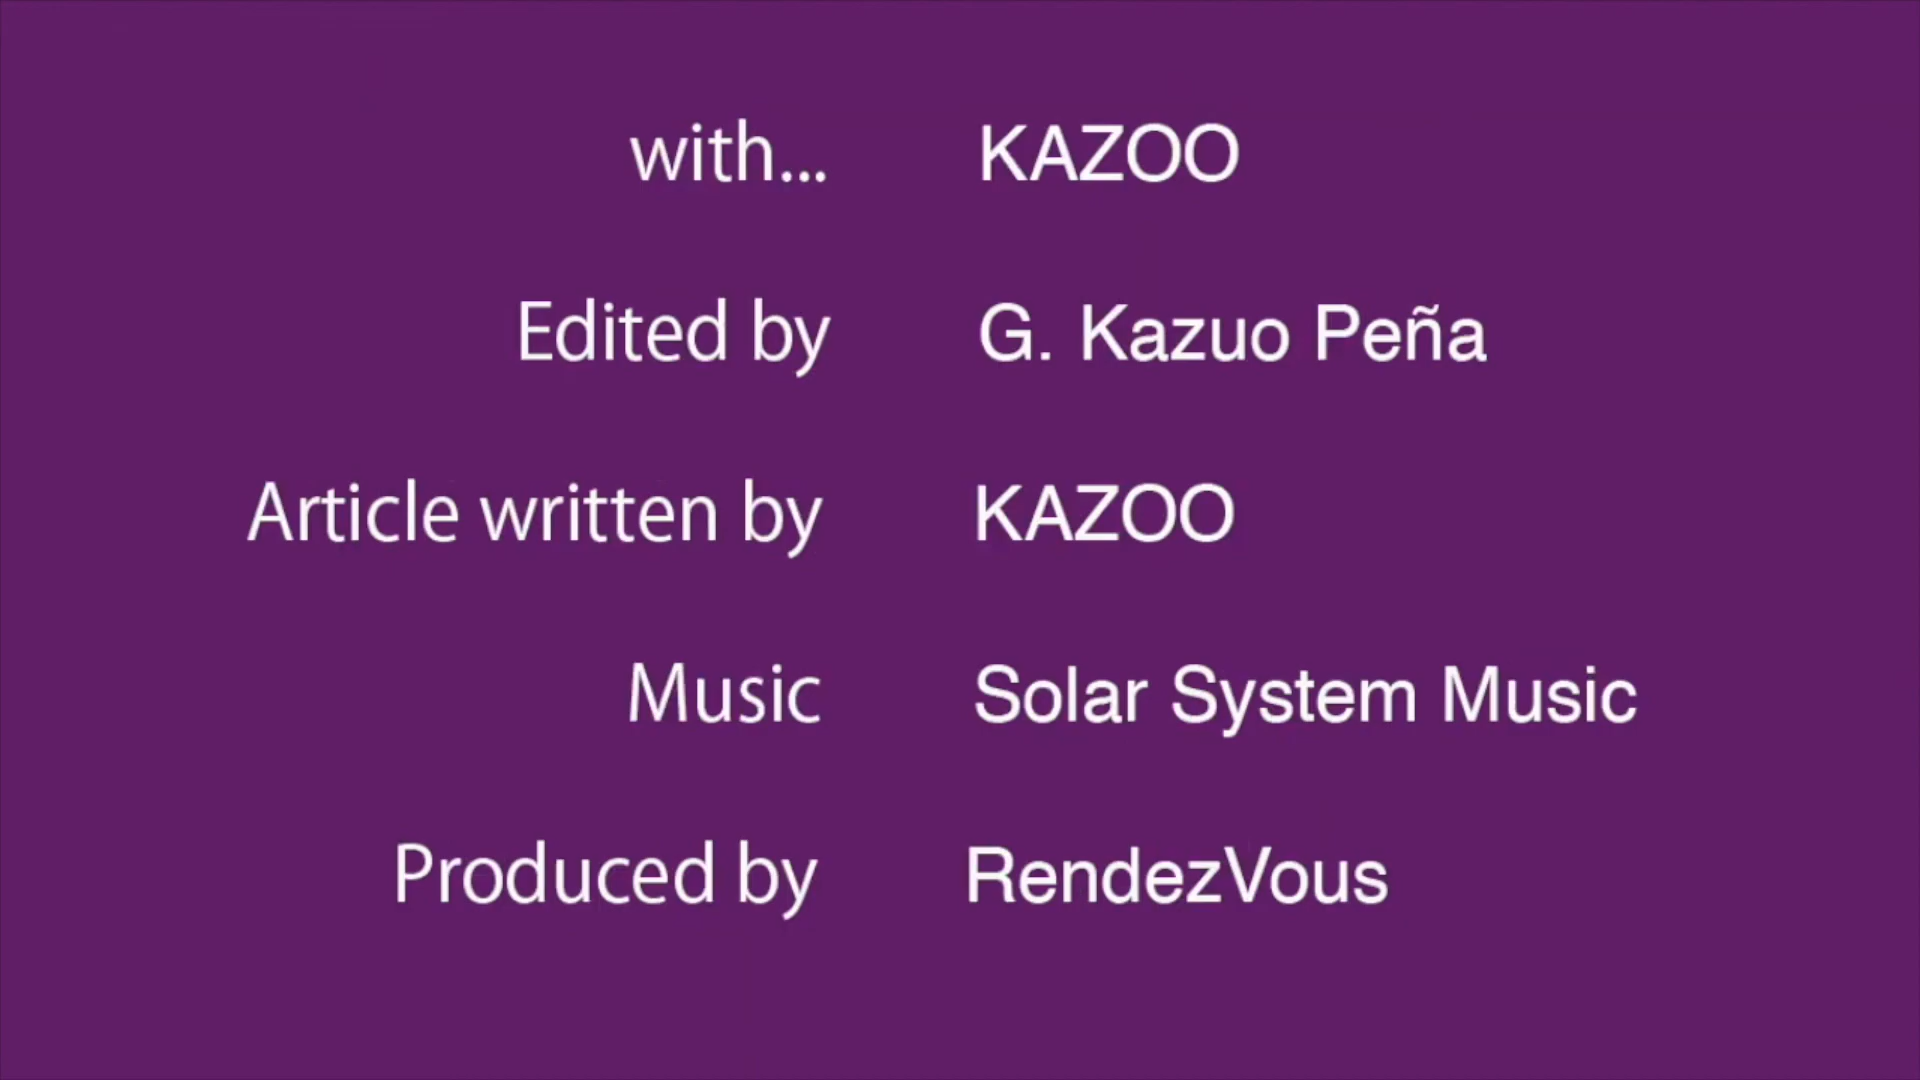 with... KAZOO
Edited by G. Kazuo Peña
Article written by KAZOO
Music Solar System Music
Produced by RendezVous